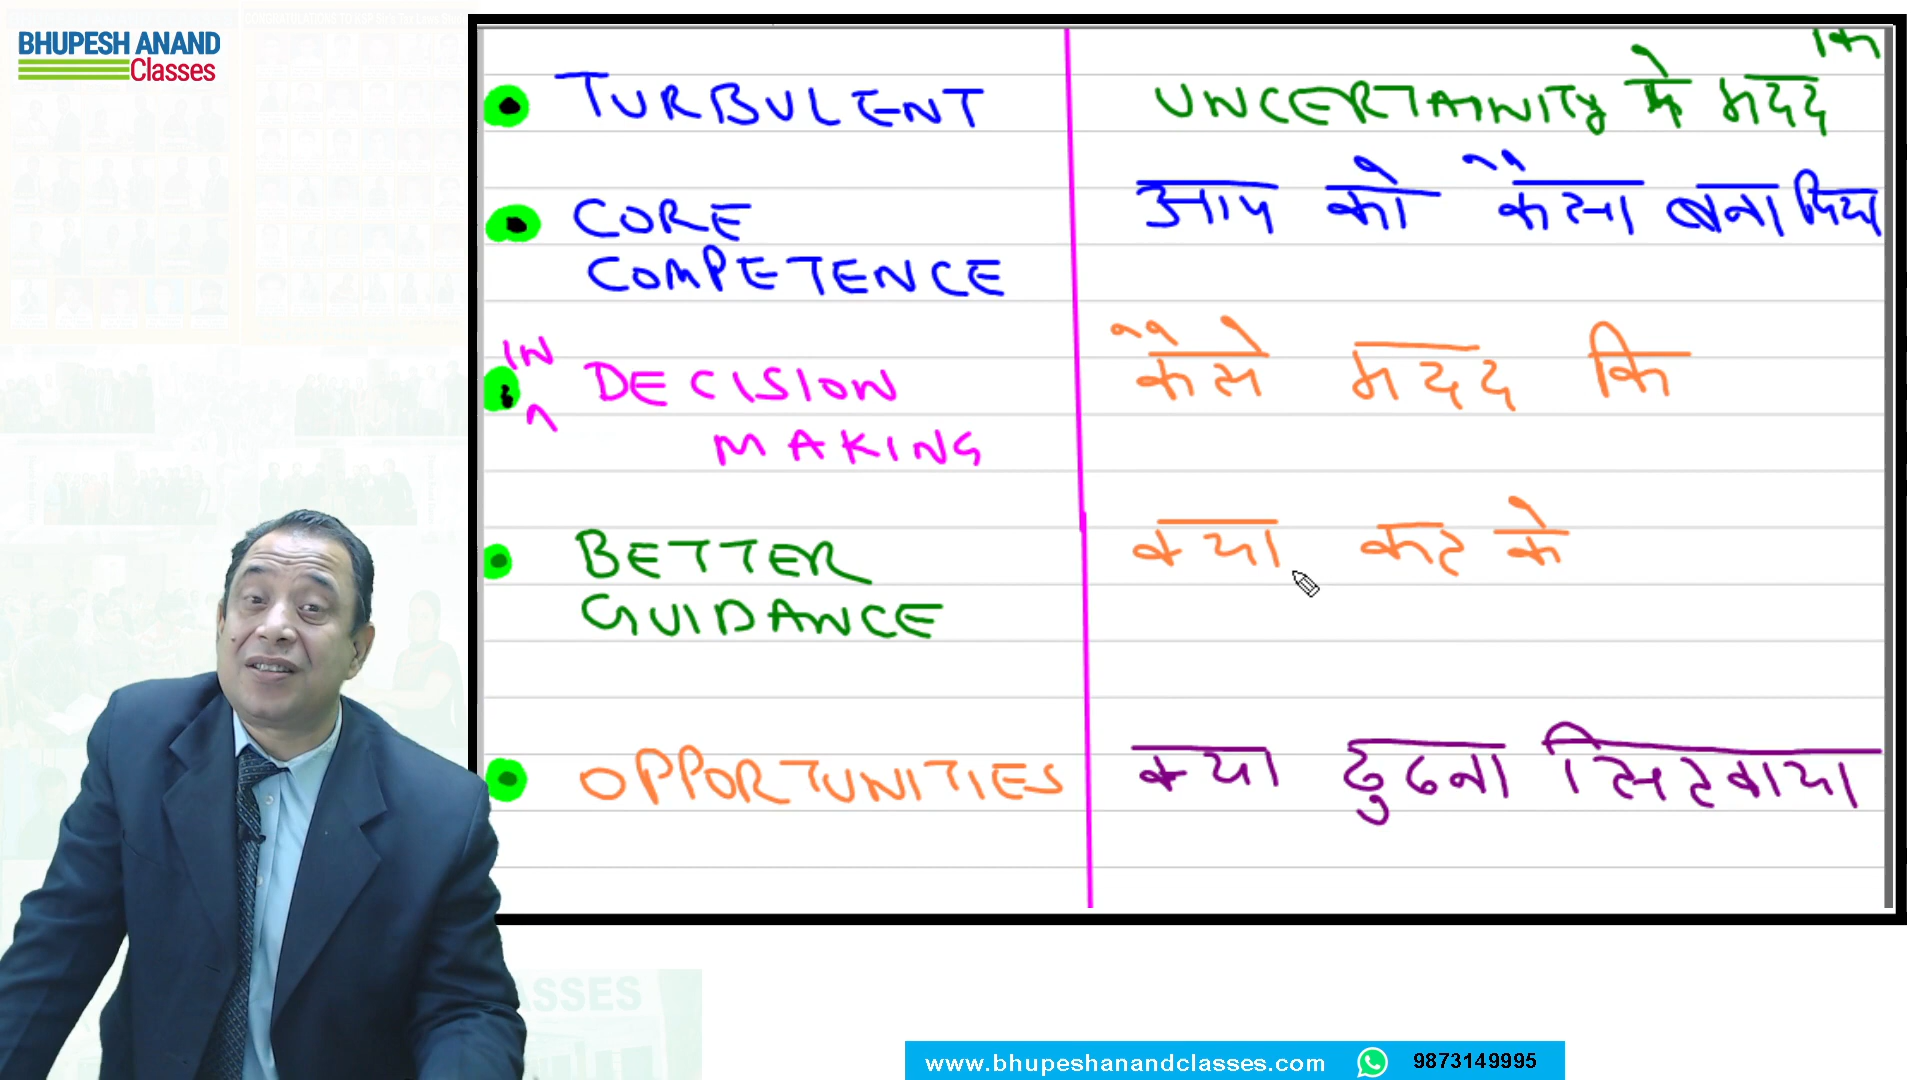 BHUPESH ANAND
Classes
कि
TURBULENT UNCERTAINITY मे मदद
CORE आप को कैसा बना दिया
COMPETENCE
IN
DECISION कैसे मदद कि
MAKING
BETTER क्या कर के
GUIDANCE
OPPORTUNITIES क्या ढुढना सिखाया
ASSES
www.bhupeshanandclasses.com 9873149995